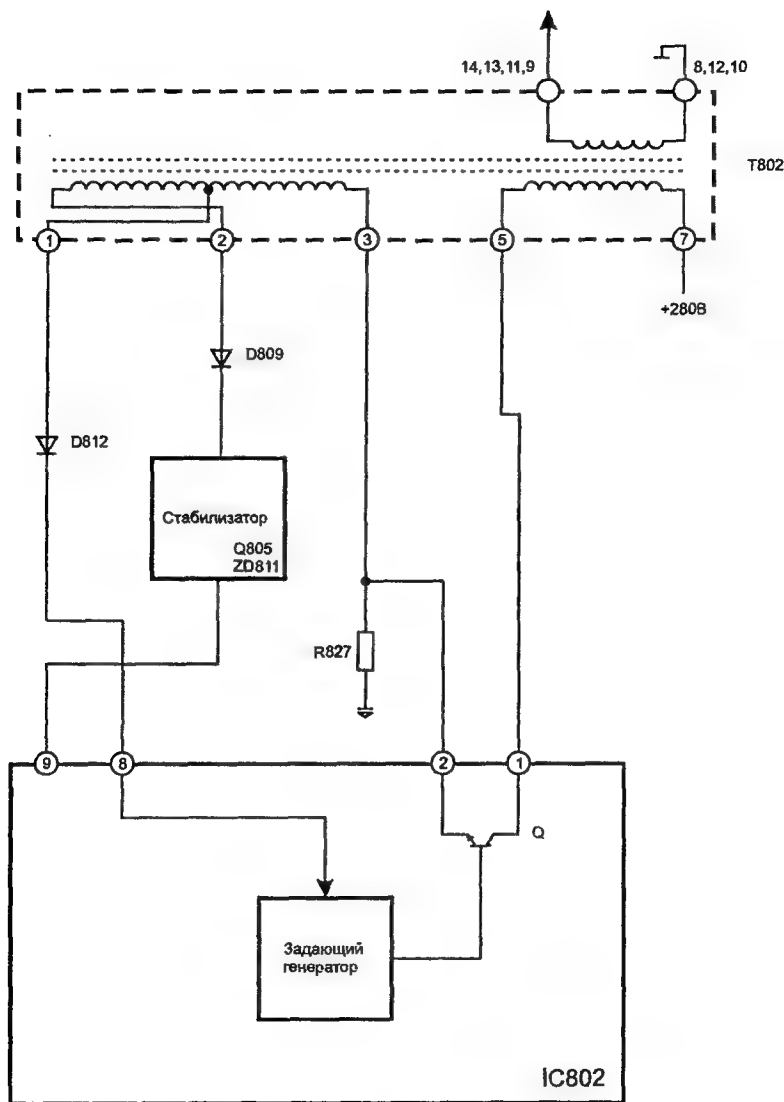 14,13,11,9
8,12,10
T802
1
2
3
5
7
+280В
D809
D812
Стабилизатор
Q805
ZD811
R827
9
8
2
1
Q
Задающий
генератор
IC802